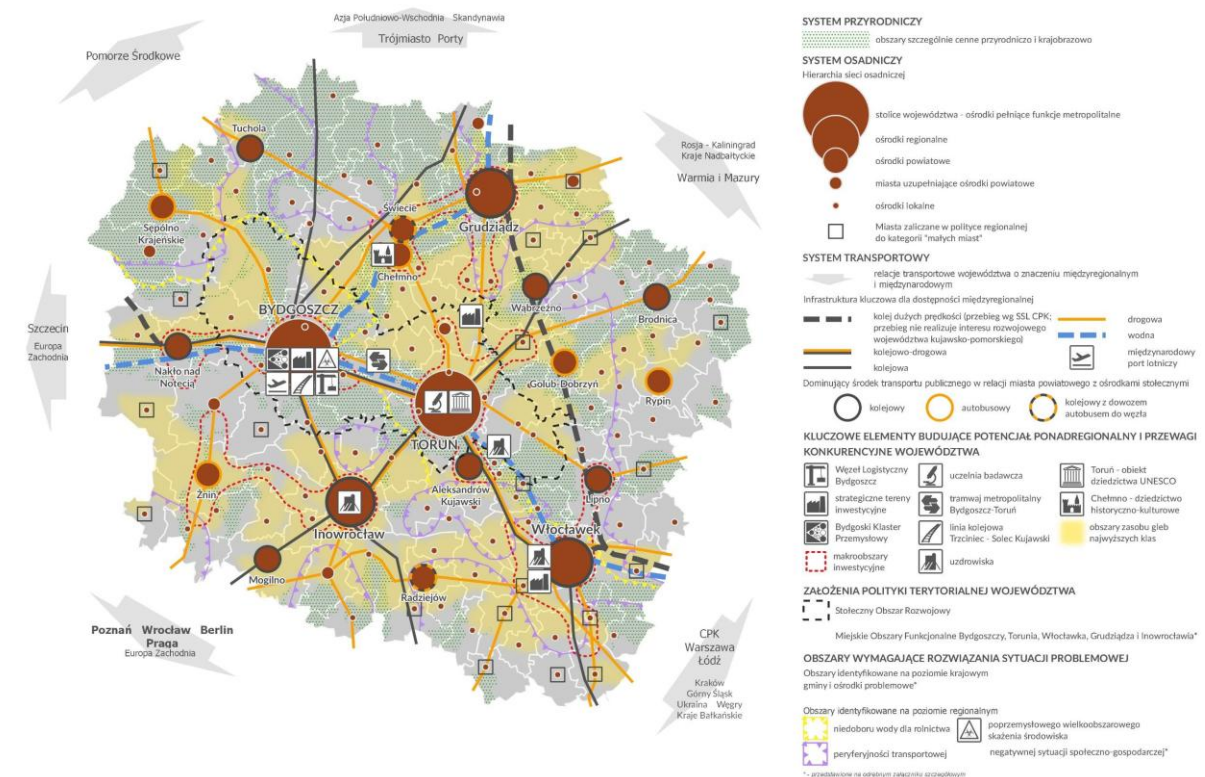 Azja Południowo-Wschodnia Skandynawia
Trójmiasto Porty
Pomorze Środkowe
Rosja - Kaliningrad
Kraje Nadbałtyckie
Warmia i Mazury
Tuchola
Sępólno
Krajeńskie
Świecie
Grudziądz
Chełmno
Wąbrzeźno
Brodnica
BYDGOSZCZ
Szczecin
Europa
Zachodnia
Nakło nad
Notecią
Golub-Dobrzyń
Rypin
TORUŃ
Żnin
Aleksandrów
Kujawski
Lipno
Inowrocław
Włocławek
Mogilno
Radziejów
Poznań Wrocław Berlin
Praga
Europa Zachodnia
CPK
Warszawa
Łódź
Kraków
Górny Śląsk
Ukraina Węgry
Kraje Bałkańskie
SYSTEM PRZYRODNICZY
obszary szczególnie cenne przyrodniczo i krajobrazowo
SYSTEM OSADNICZY
Hierarchia sieci osadniczej
stolice województwa - ośrodki pełniące funkcje metropolitalne
ośrodki regionalne
ośrodki powiatowe
miasta uzupełniające ośrodki powiatowe
ośrodki lokalne
Miasta zaliczane w polityce regionalnej
do kategorii "małych miast"
SYSTEM TRANSPORTOWY
relacje transportowe województwa o znaczeniu międzyregionalnym
i międzynarodowym
Infrastruktura kluczowa dla dostępności międzyregionalnej
kolej dużych prędkości (przebieg wg SSL CPK;
przebieg nie realizuje interesu rozwojowego
województwa kujawsko-pomorskiego)
kolejowo-drogowa
kolejowa
drogowa
wodna
międzynarodowy
port lotniczy
Dominujący środek transportu publicznego w relacji miasta powiatowego z ośrodkami stołecznymi
kolejowy
autobusowy
kolejowy z dowozem
autobusem do węzła
KLUCZOWE ELEMENTY BUDUJĄCE POTENCJAŁ PONADREGIONALNY I PRZEWAGI
KONKURENCYJNE WOJEWÓDZTWA
Węzeł Logistyczny
Bydgoszcz
uczelnia badawcza
Toruń - obiekt
dziedzictwa UNESCO
strategiczne tereny
inwestycyjne
tramwaj metropolitalny
Bydgoszcz-Toruń
Chełmno - dziedzictwo
historyczno-kulturowe
Bydgoski Klaster
Przemysłowy
linia kolejowa
Trzciniec - Solec Kujawski
obszary zasobu gleb
najwyższych klas
makroobszary
inwestycyjne
uzdrowiska
ZAŁOŻENIA POLITYKI TERYTORIALNEJ WOJEWÓDZTWA
Stołeczny Obszar Rozwojowy
Miejskie Obszary Funkcjonalne Bydgoszczy, Torunia, Włocławka, Grudziądza i Inowrocławia*
OBSZARY WYMAGAJĄCE ROZWIĄZANIA SYTUACJI PROBLEMOWEJ
Obszary identyfikowane na poziomie krajowym
gminy i ośrodki problemowe*
Obszary identyfikowane na poziomie regionalnym
niedoboru wody dla rolnictwa
poprzemysłowego wielkoobszarowego
skażenia środowiska
peryferyjności transportowej
negatywnej sytuacji społeczno-gospodarczej*
* - przedstawione na odrębnym załączniku szczegółowym